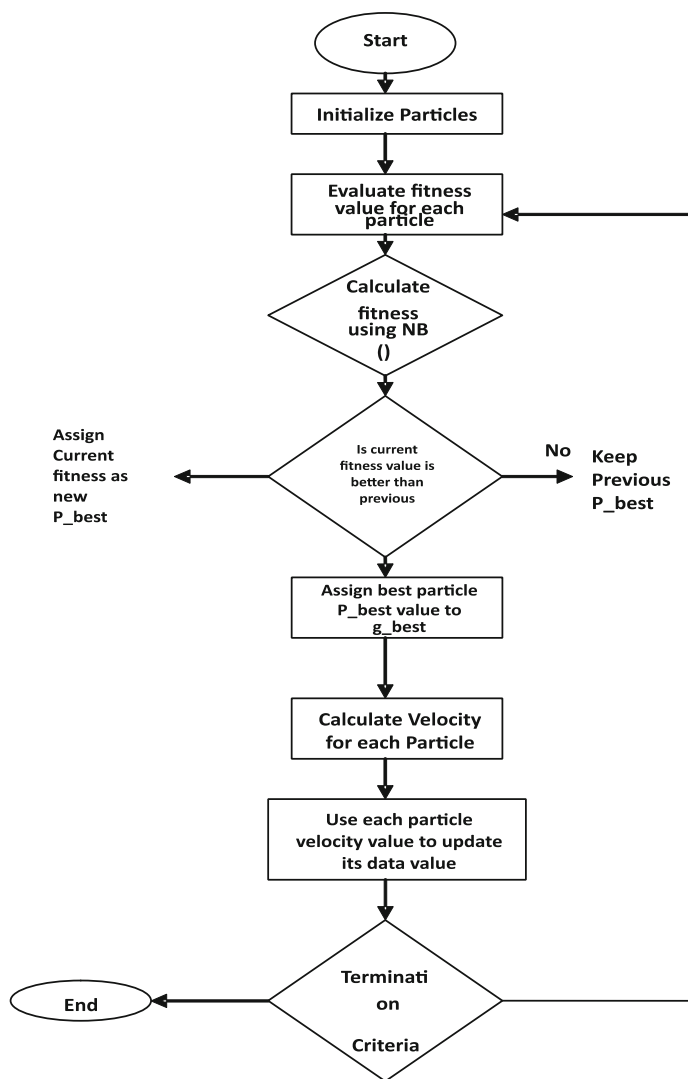 Start
Initialize Particles
Evaluate fitness
value for each
particle
Calculate
fitness
using NB
()
Is current
fitness value is
better than
previous
Assign
Current
fitness as
new
P_best
No
Keep
Previous
P_best
Assign best particle
P_best value to
g_best
Calculate Velocity
for each Particle
Use each particle
velocity value to update
its data value
Terminati
on
Criteria
End